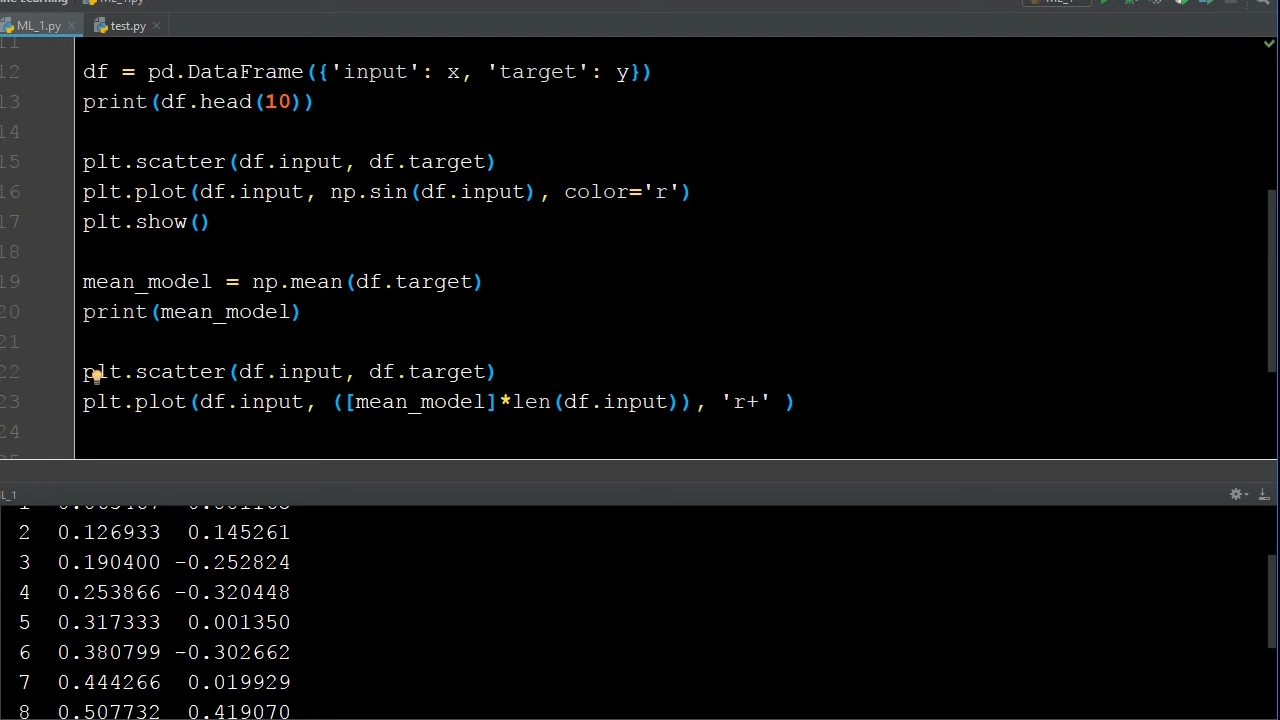 ML_1.py test.py
12 df = pd.DataFrame({'input': x, 'target': y})
13 print(df.head(10))
14
15 plt.scatter(df.input, df.target)
16 plt.plot(df.input, np.sin(df.input), color='r')
17 plt.show()
18
19 mean_model = np.mean(df.target)
20 print(mean_model)
21
22 plt.scatter(df.input, df.target)
23 plt.plot(df.input, ([mean_model]*len(df.input)), 'r+' )
24
2 0.126933 0.145261
3 0.190400 -0.252824
4 0.253866 -0.320448
5 0.317333 0.001350
6 0.380799 -0.302662
7 0.444266 0.019929
8 0.507732 0.419070